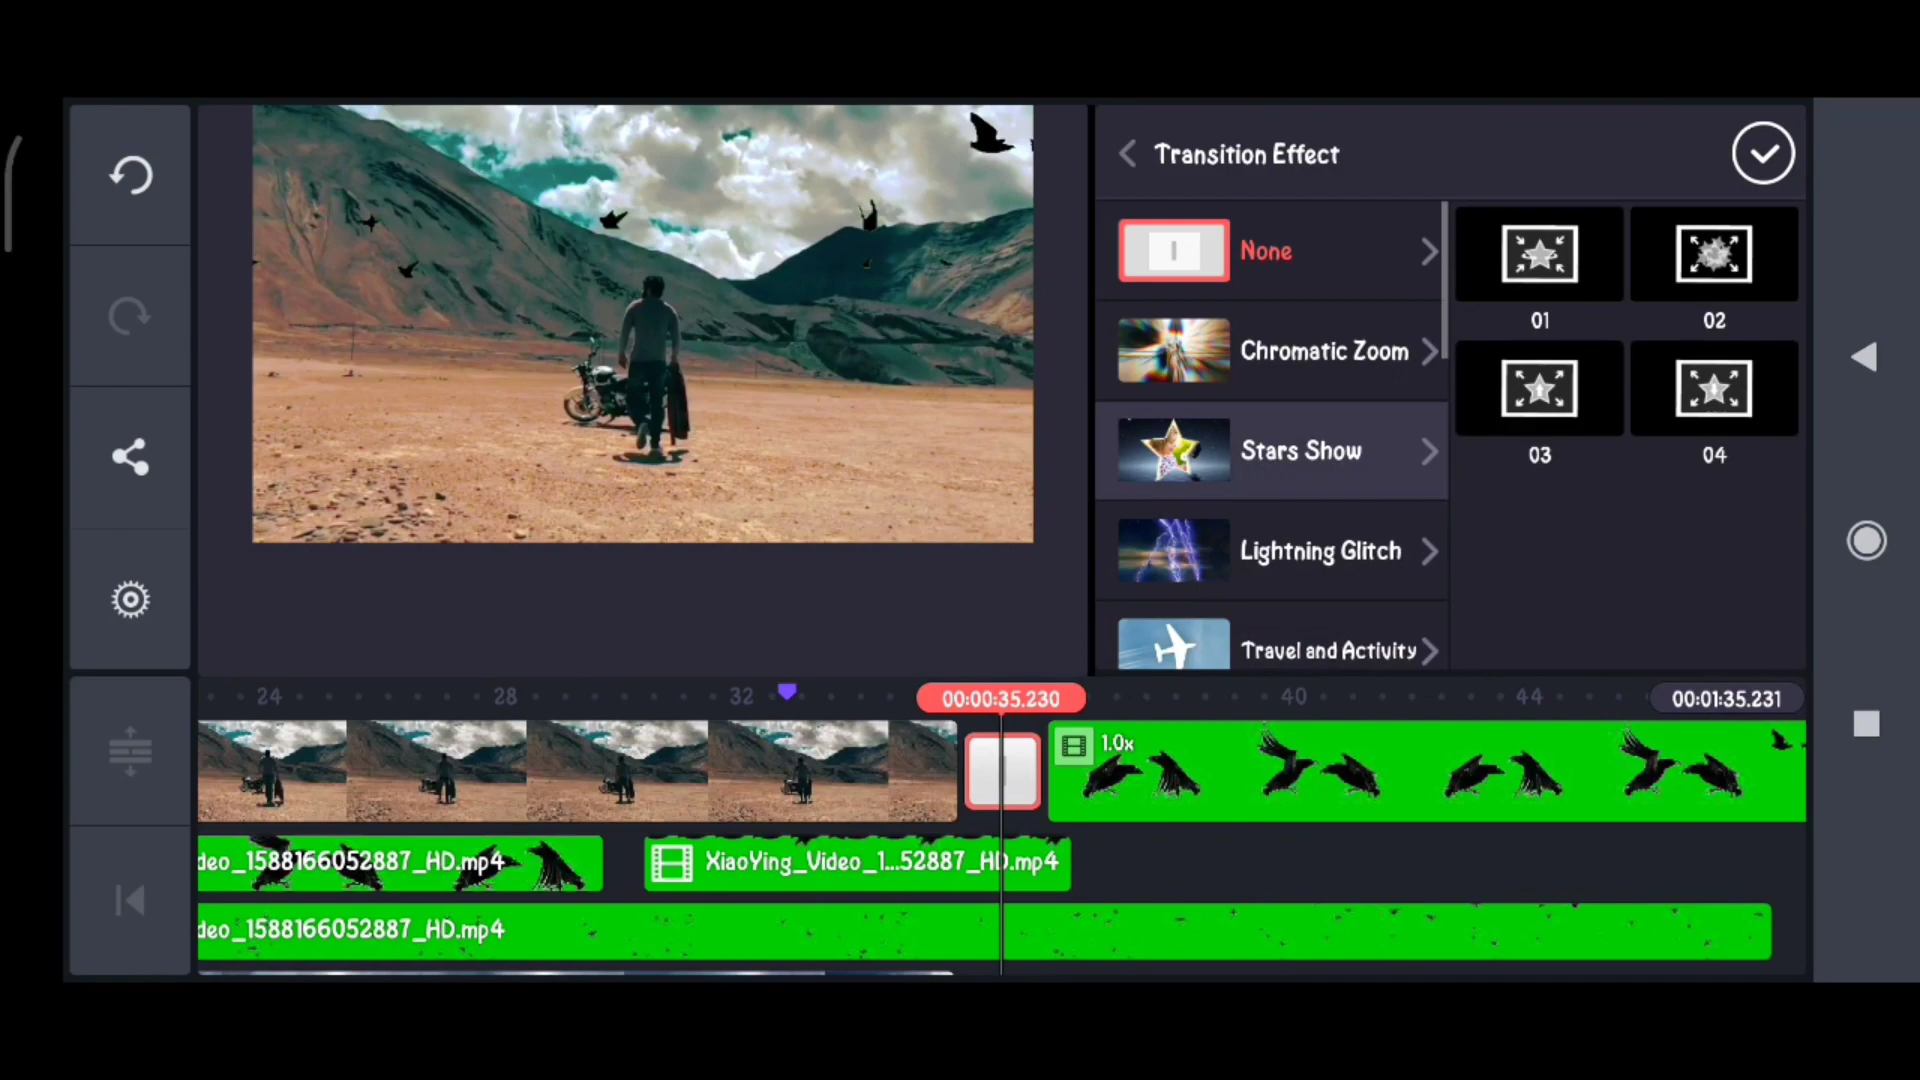 Transition Effect
None
Chromatic Zoom
Stars Show
Lightning Glitch
Travel and Activity
01
02
03
04
24
28
32
00:00:35.230
40
44
00:01:35.231
1.0x
deo_1588166052887_HD.mp4
XiaoYing_Video_1...52887_HD.mp4
deo_1588166052887_HD.mp4